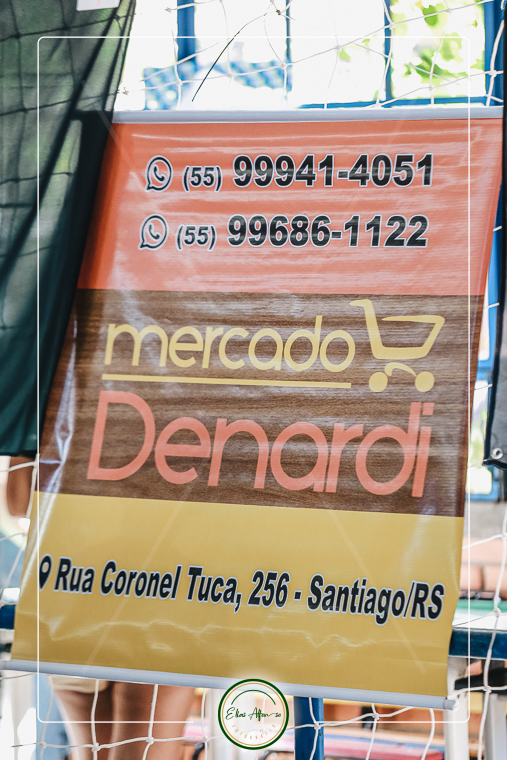 (55) 99941-4051
(55) 99686-1122
mercado
Denardi
Rua Coronel Tuca, 256 - Santiago/RS